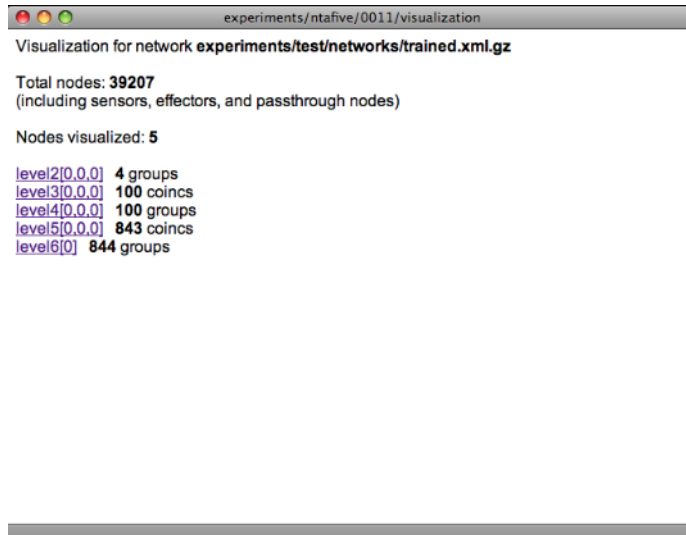 experiments/ntafive/0011/visualization
Visualization for network experiments/test/networks/trained.xml.gz
Total nodes: 39207
(including sensors, effectors, and passthrough nodes)
Nodes visualized: 5
level2[0,0,0] 4 groups
level3[0,0,0] 100 coincs
level4[0,0,0] 100 groups
level5[0,0,0] 843 coincs
level6[0] 844 groups